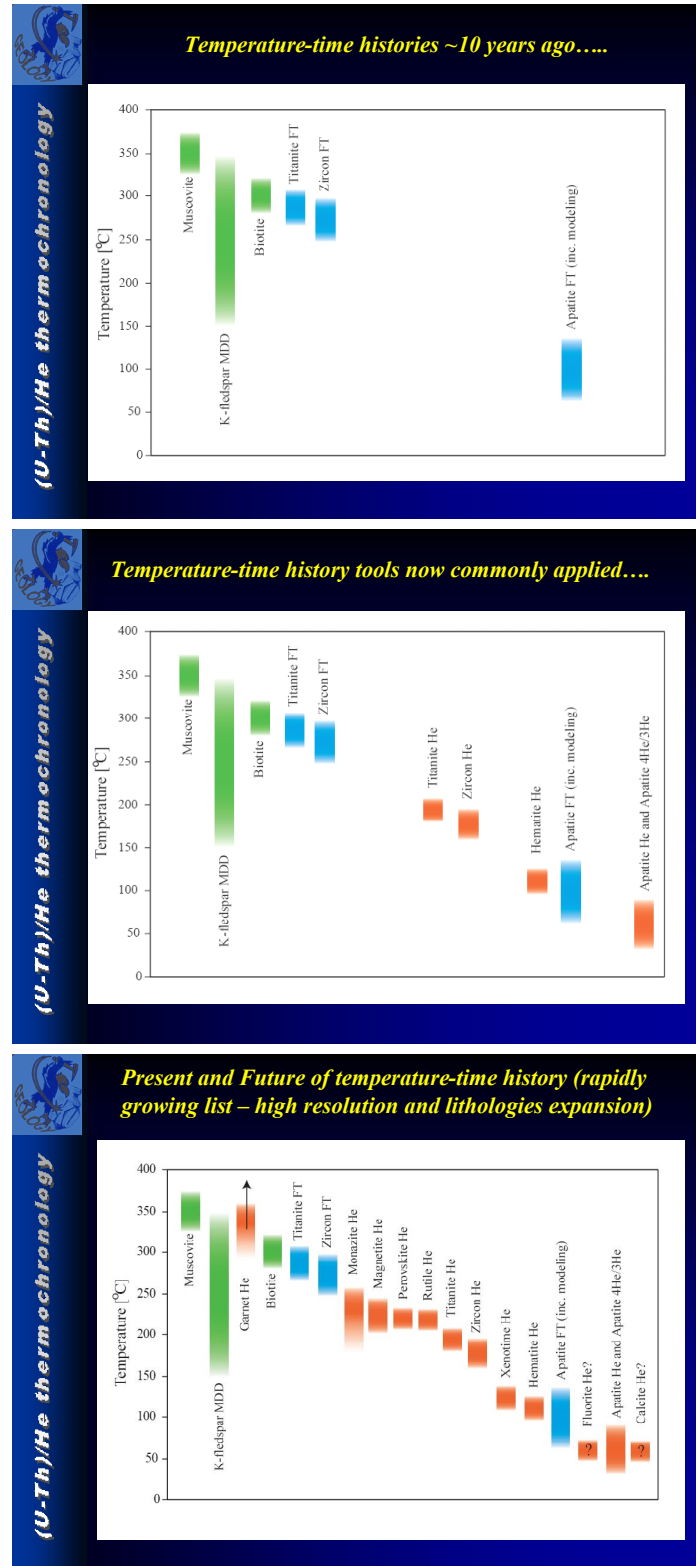 Temperature-time histories ~10 years ago…..
(U-Th)/He thermochronology
Temperature [°C]
400
350
300
250
200
150
100
50
0
Muscovite
K-fledspar MDD
Biotite
Titanite FT
Zircon FT
Apatite FT (inc. modeling)
Temperature-time history tools now commonly applied….
(U-Th)/He thermochronology
Temperature [°C]
400
350
300
250
200
150
100
50
0
Muscovite
K-fledspar MDD
Biotite
Titanite FT
Zircon FT
Titanite He
Zircon He
Hematite He
Apatite FT (inc. modeling)
Apatite He and Apatite 4He/3He
Present and Future of temperature-time history (rapidly
growing list – high resolution and lithologies expansion)
(U-Th)/He thermochronology
Temperature [°C]
400
350
300
250
200
150
100
50
0
Muscovite
K-fledspar MDD
Garnet He
Biotite
Titanite FT
Zircon FT
Monazite He
Magnetite He
Perovskite He
Rutile He
Titanite He
Zircon He
Xenotime He
Hematite He
Apatite FT (inc. modeling)
Fluorite He?
?
Apatite He and Apatite 4He/3He
Calcite He?
?